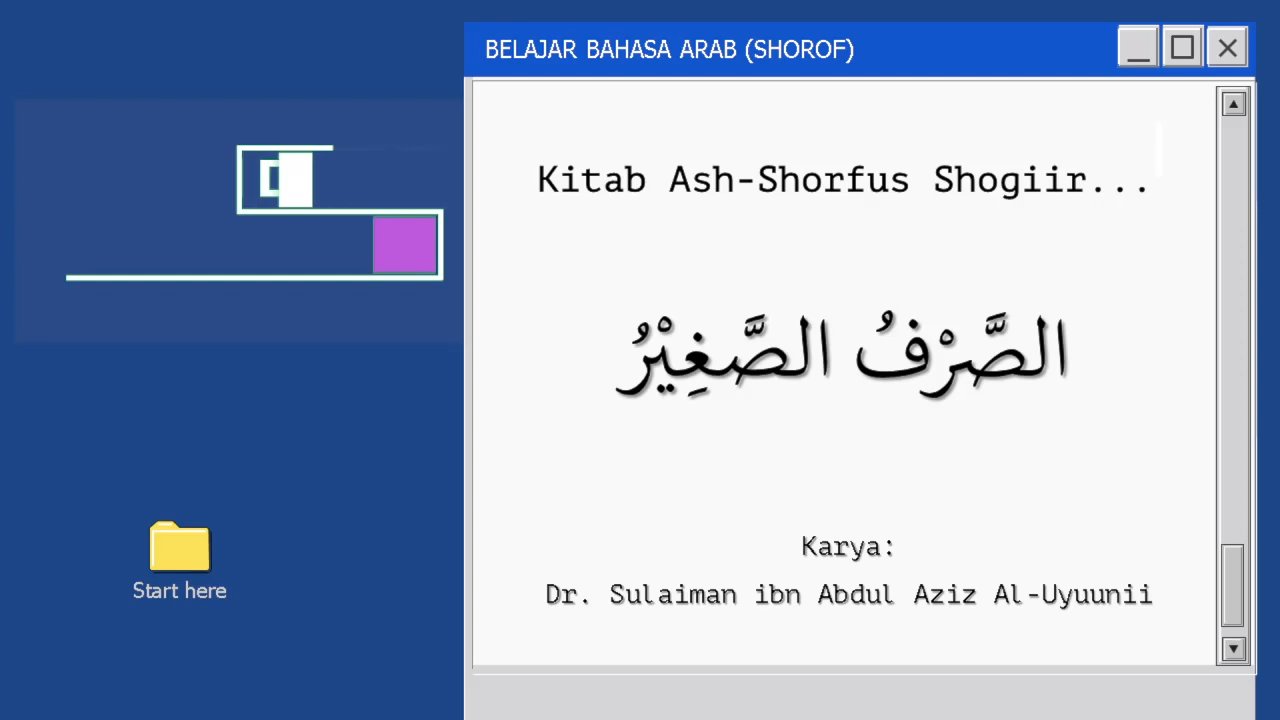 BELAJAR BAHASA ARAB (SHOROF)
Kitab Ash-Shorfus Shogiir...
الصَّرْفُ الصَّغِيْرُ
Karya:
Dr. Sulaiman ibn Abdul Aziz Al-Uyuunii
Start here